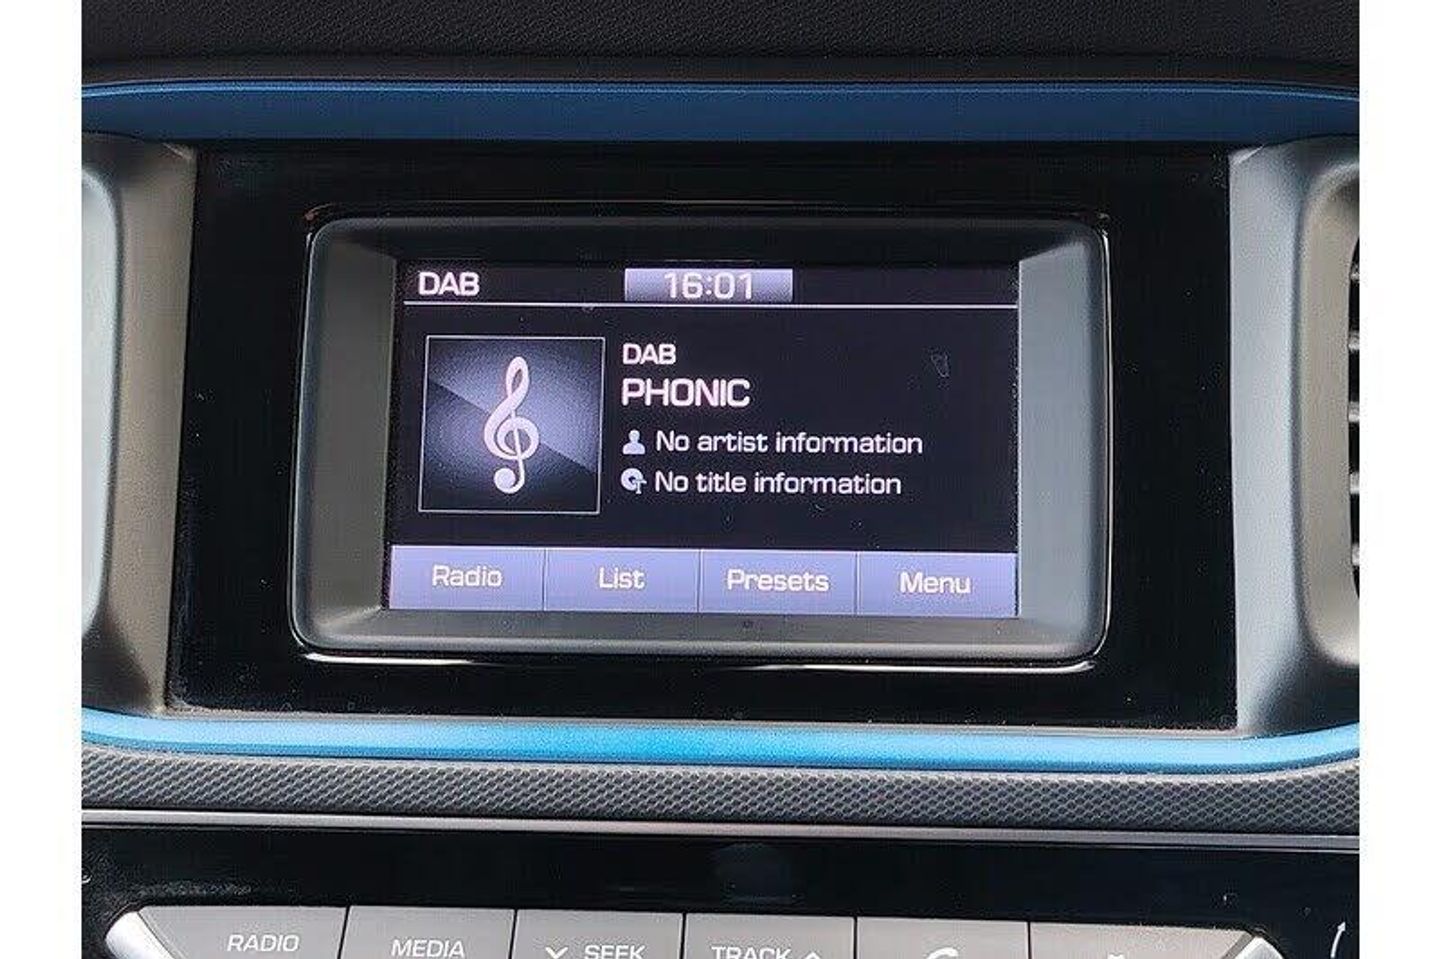 DAB
16:01
DAB
PHONIC
No artist information
No title information
Radio
List
Presets
Menu
RADIO
MEDIA
SEEK
TRACK